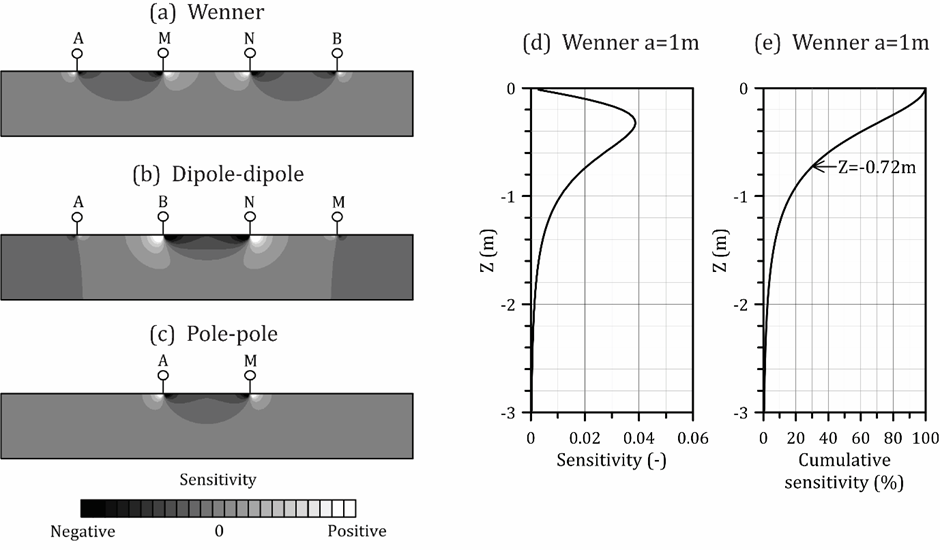 (a) Wenner
A M N B
(b) Dipole-dipole
A B N M
(c) Pole-pole
A M
Sensitivity
Negative 0 Positive
(d) Wenner a=1m
0
-1
-2
-3
Z (m)
0 0.02 0.04 0.06
Sensitivity (-)
(e) Wenner a=1m
0
-1
-2
-3
Z (m)
Z=-0.72m
0 20 40 60 80 100
Cumulative
sensitivity (%)